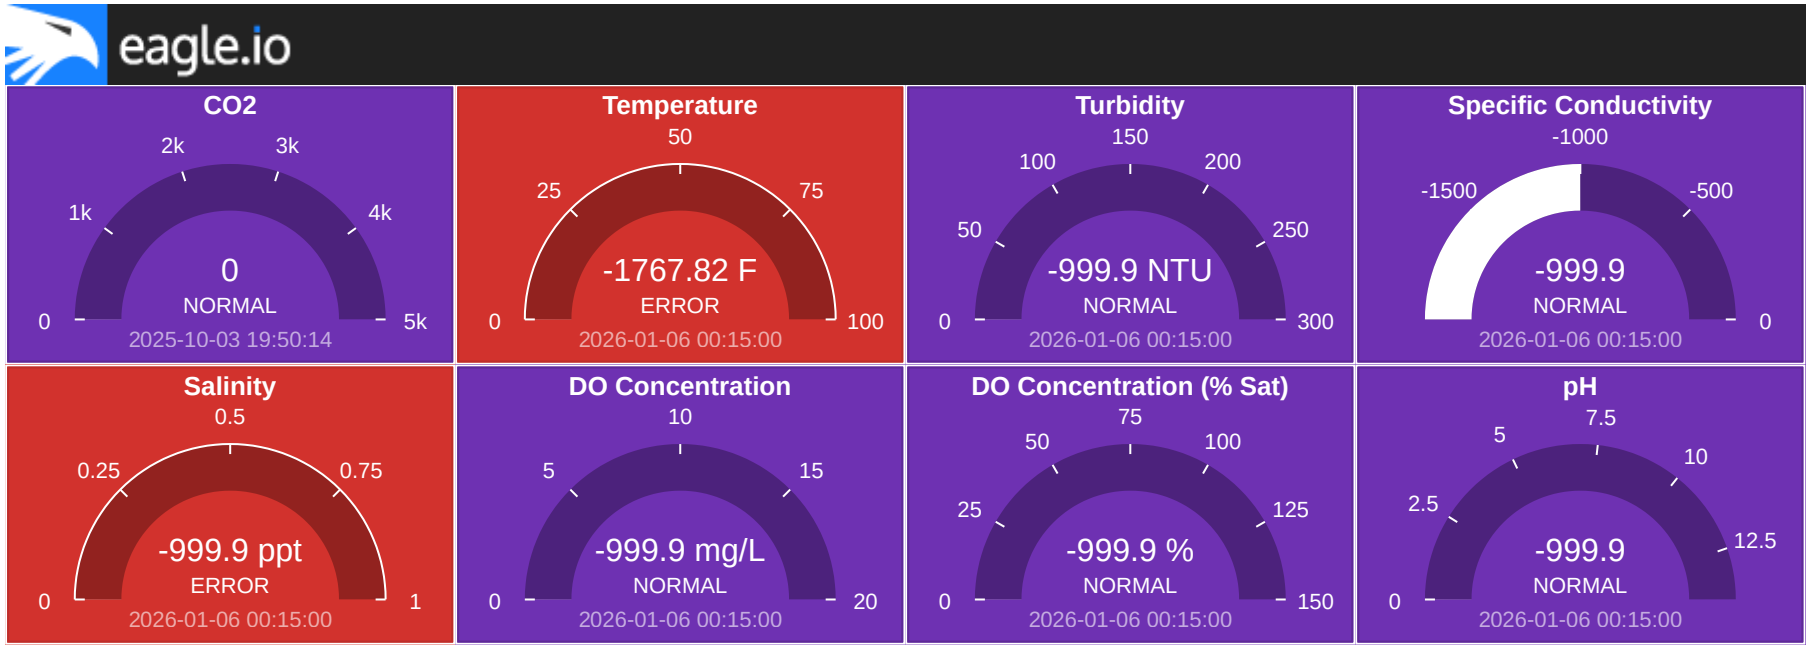 eagle.io
CO2
2k
3k
1k
4k
0
NORMAL
0
5k
2025-10-03 19:50:14
Temperature
50
25
75
-1767.82 F
ERROR
0
100
2026-01-06 00:15:00
Turbidity
150
100
200
50
250
-999.9 NTU
NORMAL
0
300
2026-01-06 00:15:00
Specific Conductivity
-1000
-1500
-500
-999.9
NORMAL
0
2026-01-06 00:15:00
Salinity
0.5
0.25
0.75
-999.9 ppt
ERROR
0
1
2026-01-06 00:15:00
DO Concentration
10
5
15
-999.9 mg/L
NORMAL
0
20
2026-01-06 00:15:00
DO Concentration (% Sat)
75
50
100
25
125
-999.9 %
NORMAL
0
150
2026-01-06 00:15:00
pH
7.5
5
10
2.5
12.5
-999.9
NORMAL
0
2026-01-06 00:15:00